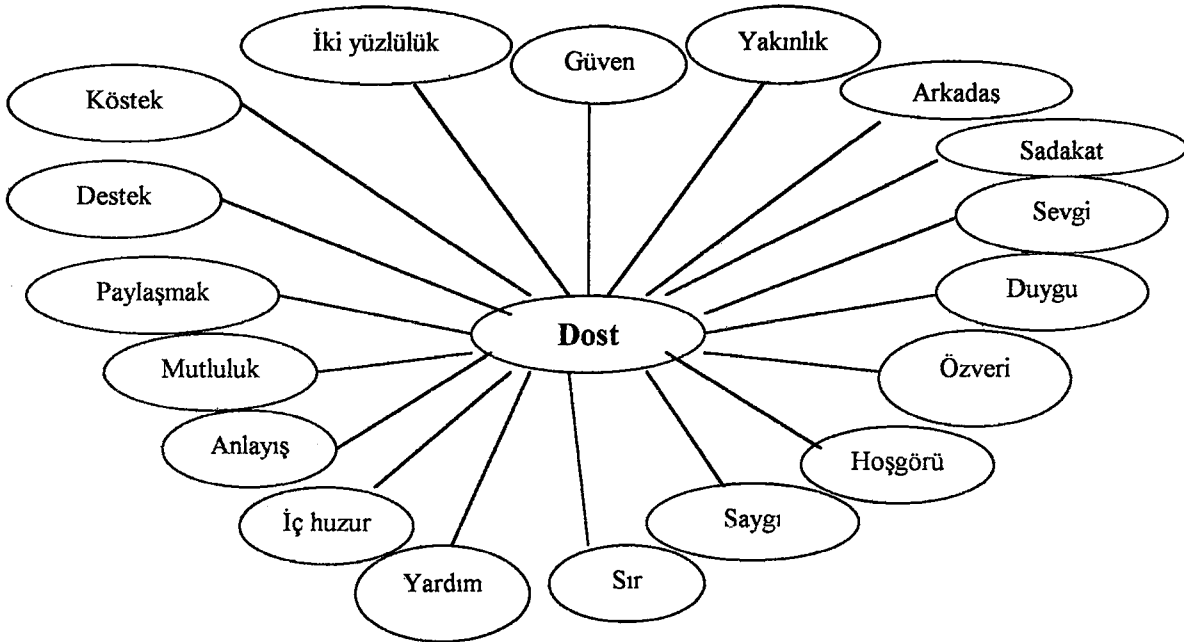 İki yüzlülük
Güven
Yakınlık
Köstek
Arkadaş
Sadakat
Destek
Sevgi
Paylaşmak
Duygu
Dost
Mutluluk
Özveri
Anlayış
Hoşgörü
İç huzur
Saygı
Yardım
Sır